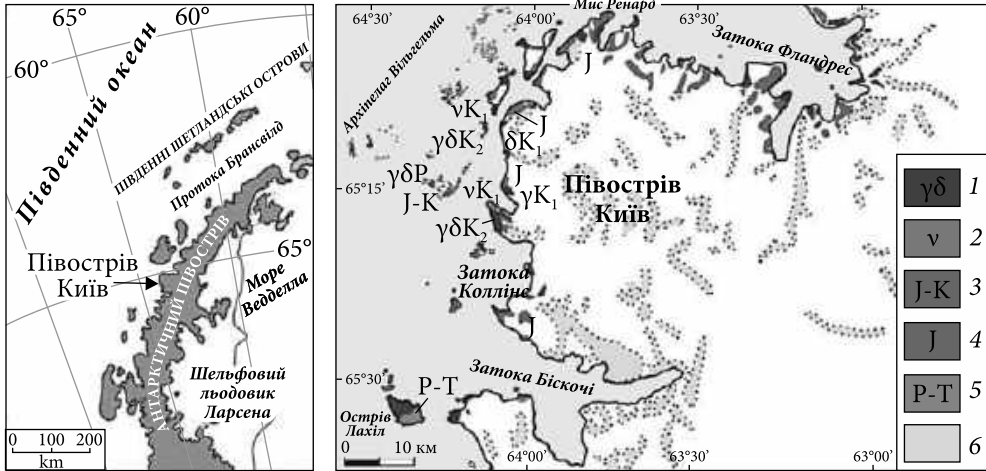 65°
60°
60°
Південний океан
ПІВДЕННІ ШЕТЛАНДСЬКІ ОСТРОВИ
Протока Брансвілд
АНТАРКТИЧНИЙ ПІВОСТРІВ
65°
Півострів
Київ
Море
Ведделла
Шельфовий
льодовик
Ларсена
0 100 200
km
64°30′
64°00′
63°30′
Мис Ренард
Затока Фландрес
Архіпелаг Вільгельма
J
νK1
J
γδK2
δK1
γδP
J
65°15′
νK1
J-K
γK1
Півострів
Київ
γδK2
Затока
Колліне
J
65°30′
Затока Біскочі
P-T
Острів
Лахіл
0 10 км
64°00′
63°30′
63°00′
γδ 1
ν 2
J-K 3
J 4
P-T 5
6